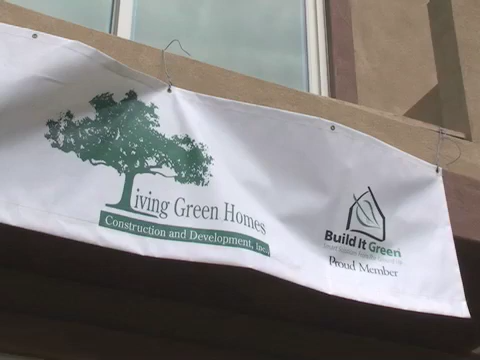 Living Green Homes
Construction and Development, Inc.
Build It Green
Proud Member